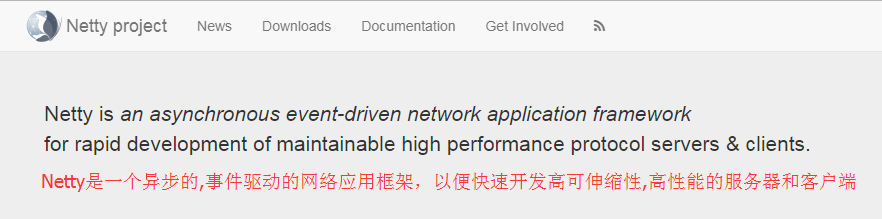 Netty project News Downloads Documentation Get Involved
Netty is an asynchronous event-driven network application framework
for rapid development of maintainable high performance protocol servers & clients.
Netty是一个异步的,事件驱动的网络应用框架，以便快速开发高可伸缩性,高性能的服务器和客户端